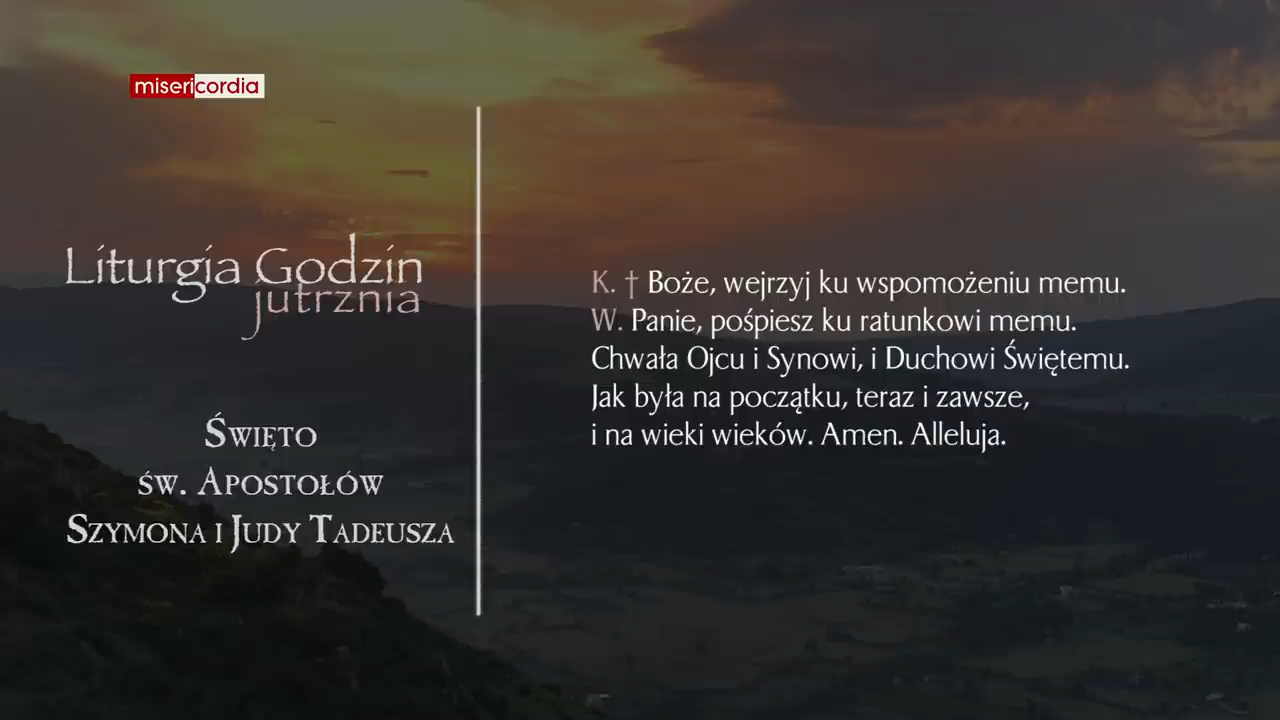 misericordia
Liturgia Godzin
jutrznia
Święto
św. Apostołów
Szymona i Judy Tadeusza
K. † Boże, wejrzyj ku wspomożeniu memu.
W. Panie, pośpiesz ku ratunkowi memu.
Chwała Ojcu i Synowi, i Duchowi Świętemu.
Jak była na początku, teraz i zawsze,
i na wieki wieków. Amen. Alleluja.